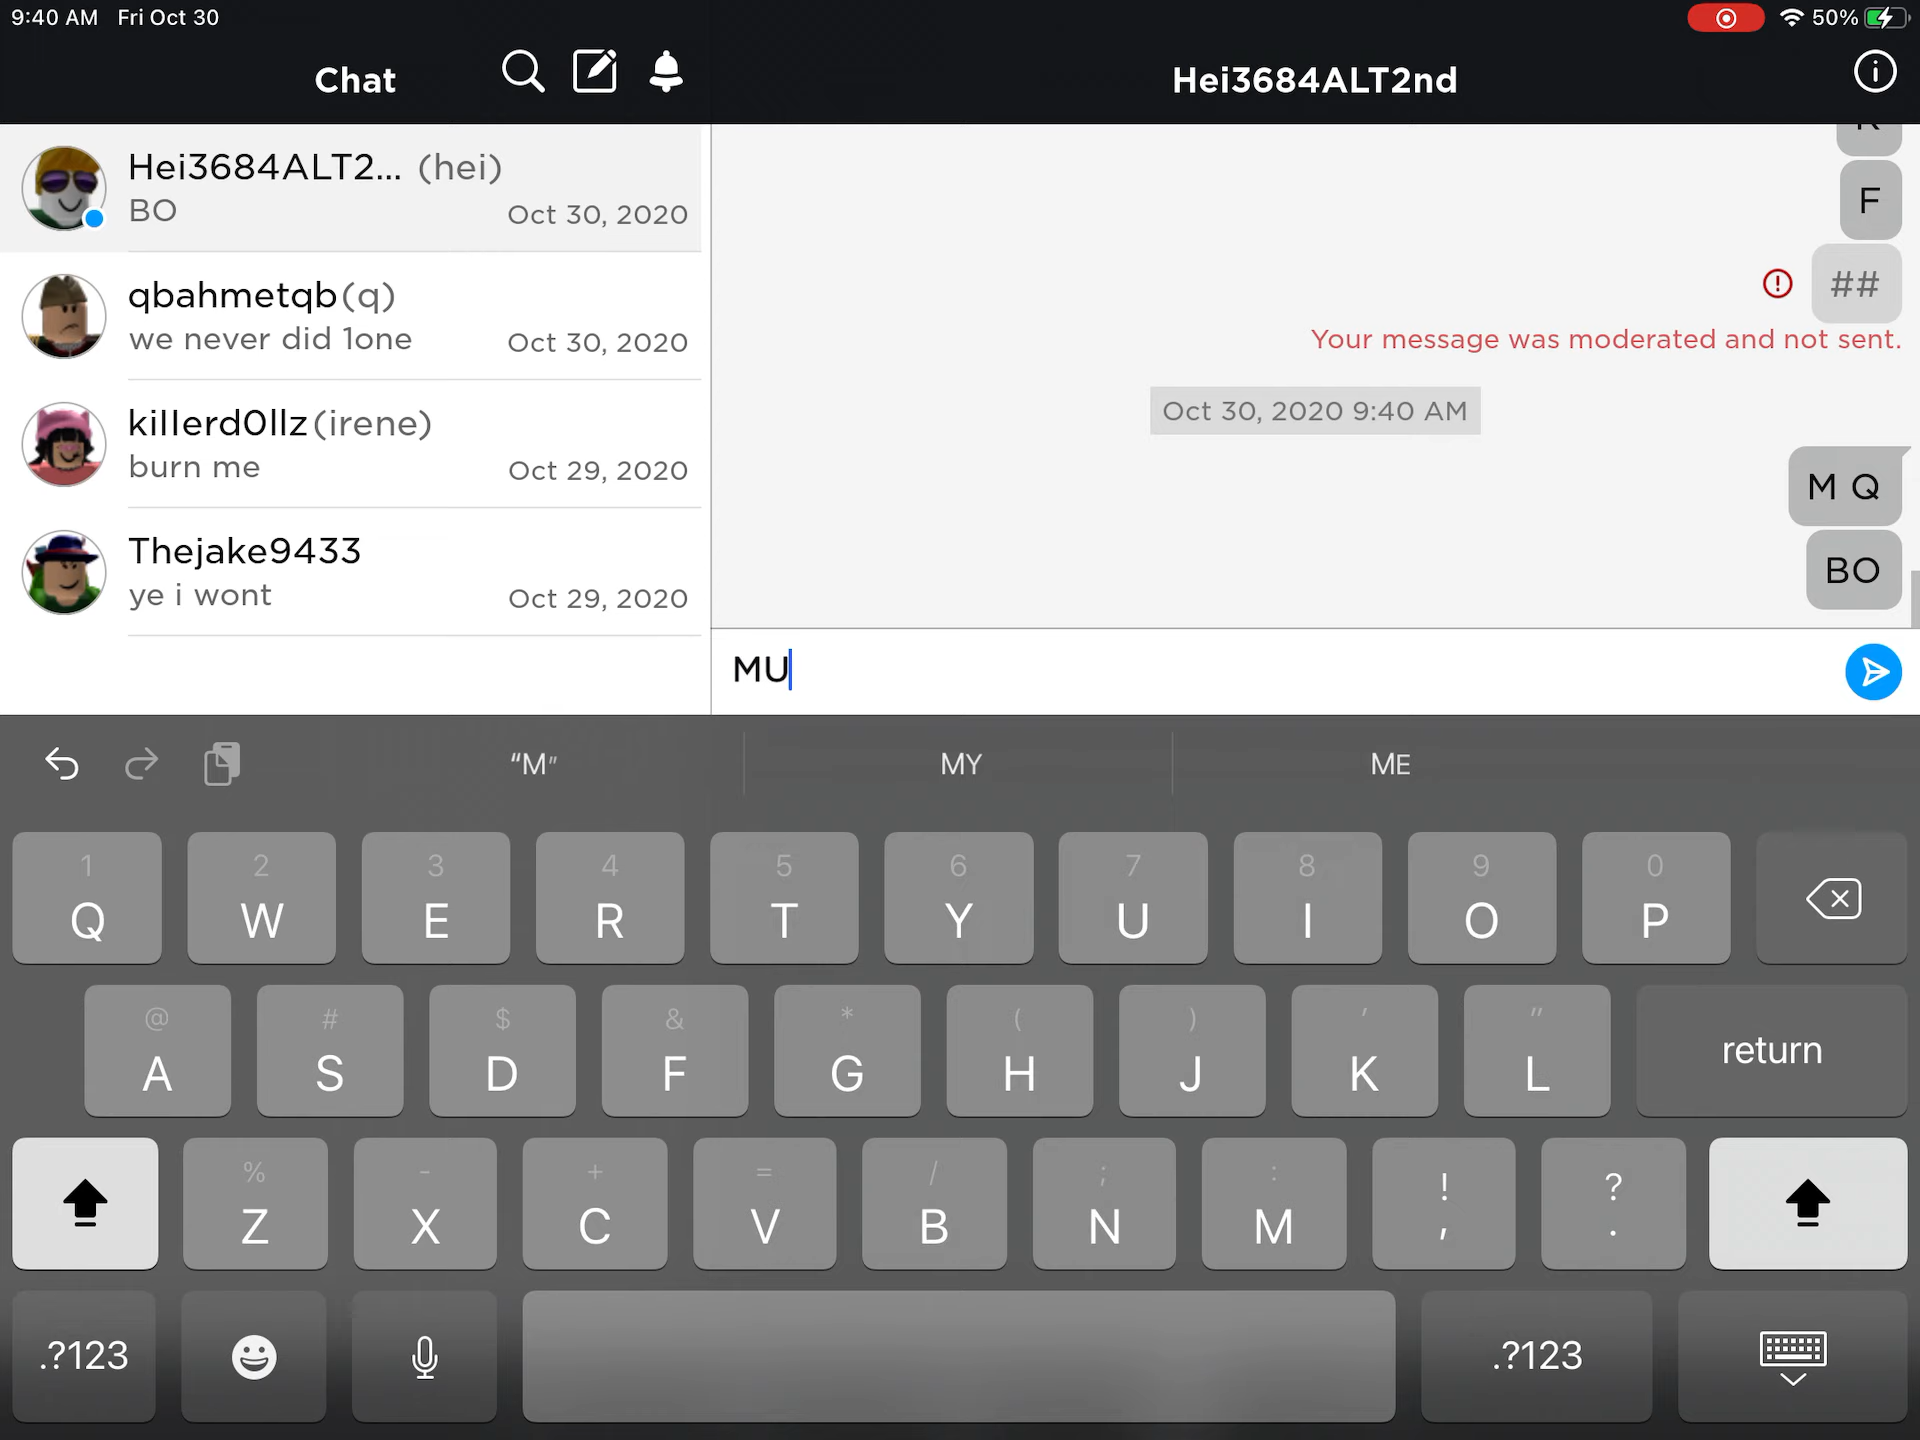 9:40 AM Fri Oct 30
50%
Chat
Hei3684ALT2... (hei)
BO
Oct 30, 2020
qbahmetqb(q)
we never did 1one
Oct 30, 2020
killerd0llz(irene)
burn me
Oct 29, 2020
Thejake9433
ye i wont
Oct 29, 2020
Hei3684ALT2nd
F
##
Your message was moderated and not sent.
Oct 30, 2020 9:40 AM
M Q
BO
MU
“M” MY ME
1 2 3 4 5 6 7 8 9 0
Q W E R T Y U I O P
@ # $ & * ( ) ' "
A S D F G H J K L return
% - + = / ; : ! ?
Z X C V B N M , .
.?123 .?123